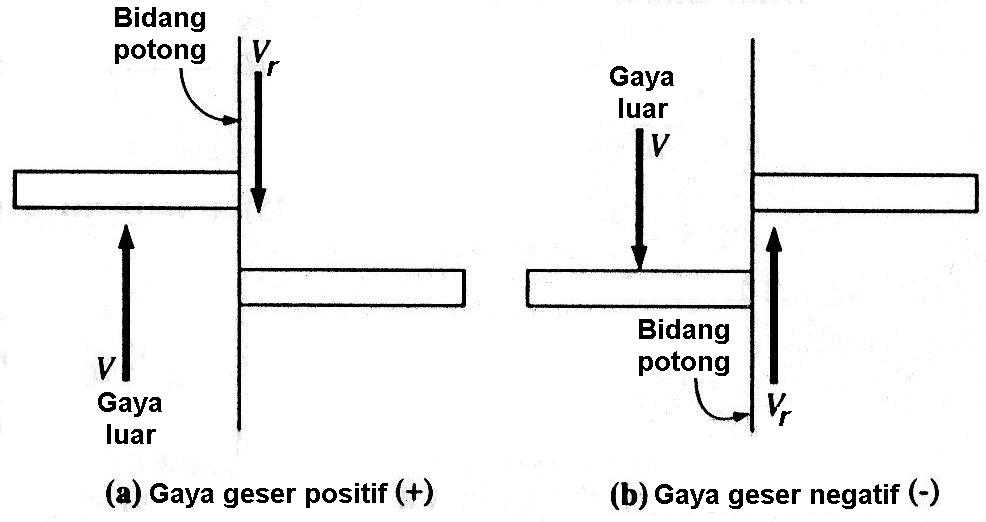 Bidang
potong
Vr
V
Gaya
luar
(a) Gaya geser positif (+)
Gaya
luar
V
Bidang
potong
Vr
(b) Gaya geser negatif (-)